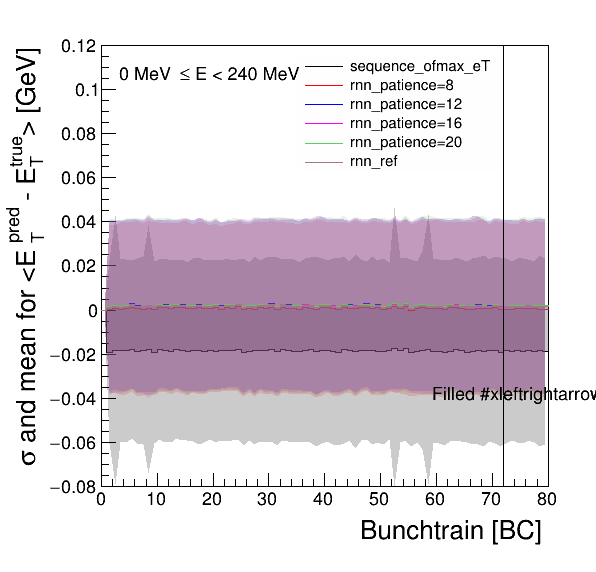 σ and mean for <E_T^pred - E_T^true> [GeV]
0.12
0.1
0.08
0.06
0.04
0.02
0
−0.02
−0.04
−0.06
−0.08
0 MeV ≤ E < 240 MeV
sequence_ofmax_eT
rnn_patience=8
rnn_patience=12
rnn_patience=16
rnn_patience=20
rnn_ref
Filled #xleftrightarrow
0 10 20 30 40 50 60 70 80
Bunchtrain [BC]